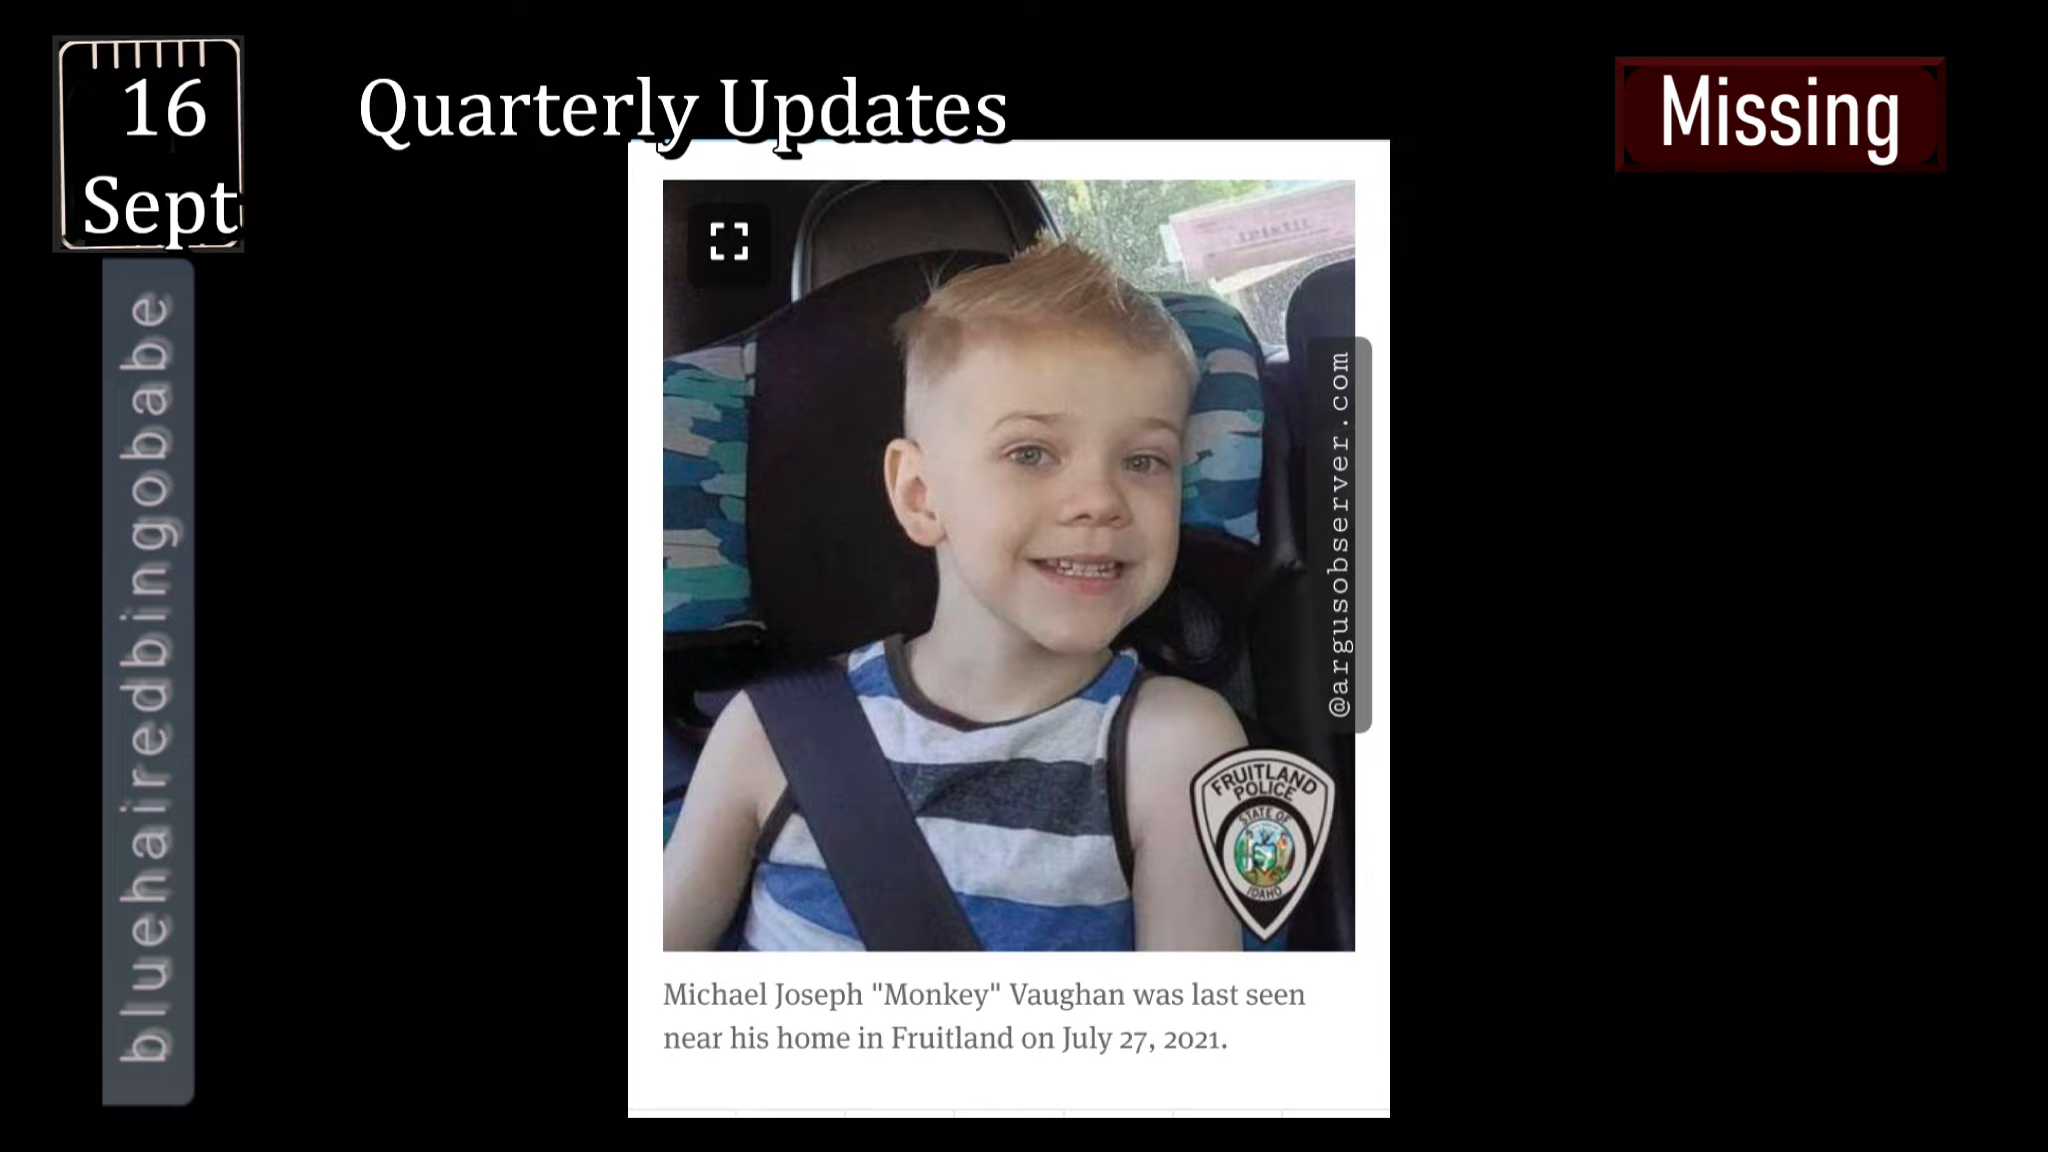 16
Sept
Quarterly Updates
Missing
bluehairedbingobabe
@argusobserver.com
FRUITLAND
POLICE
STATE OF
IDAHO
Michael Joseph "Monkey" Vaughan was last seen
near his home in Fruitland on July 27, 2021.